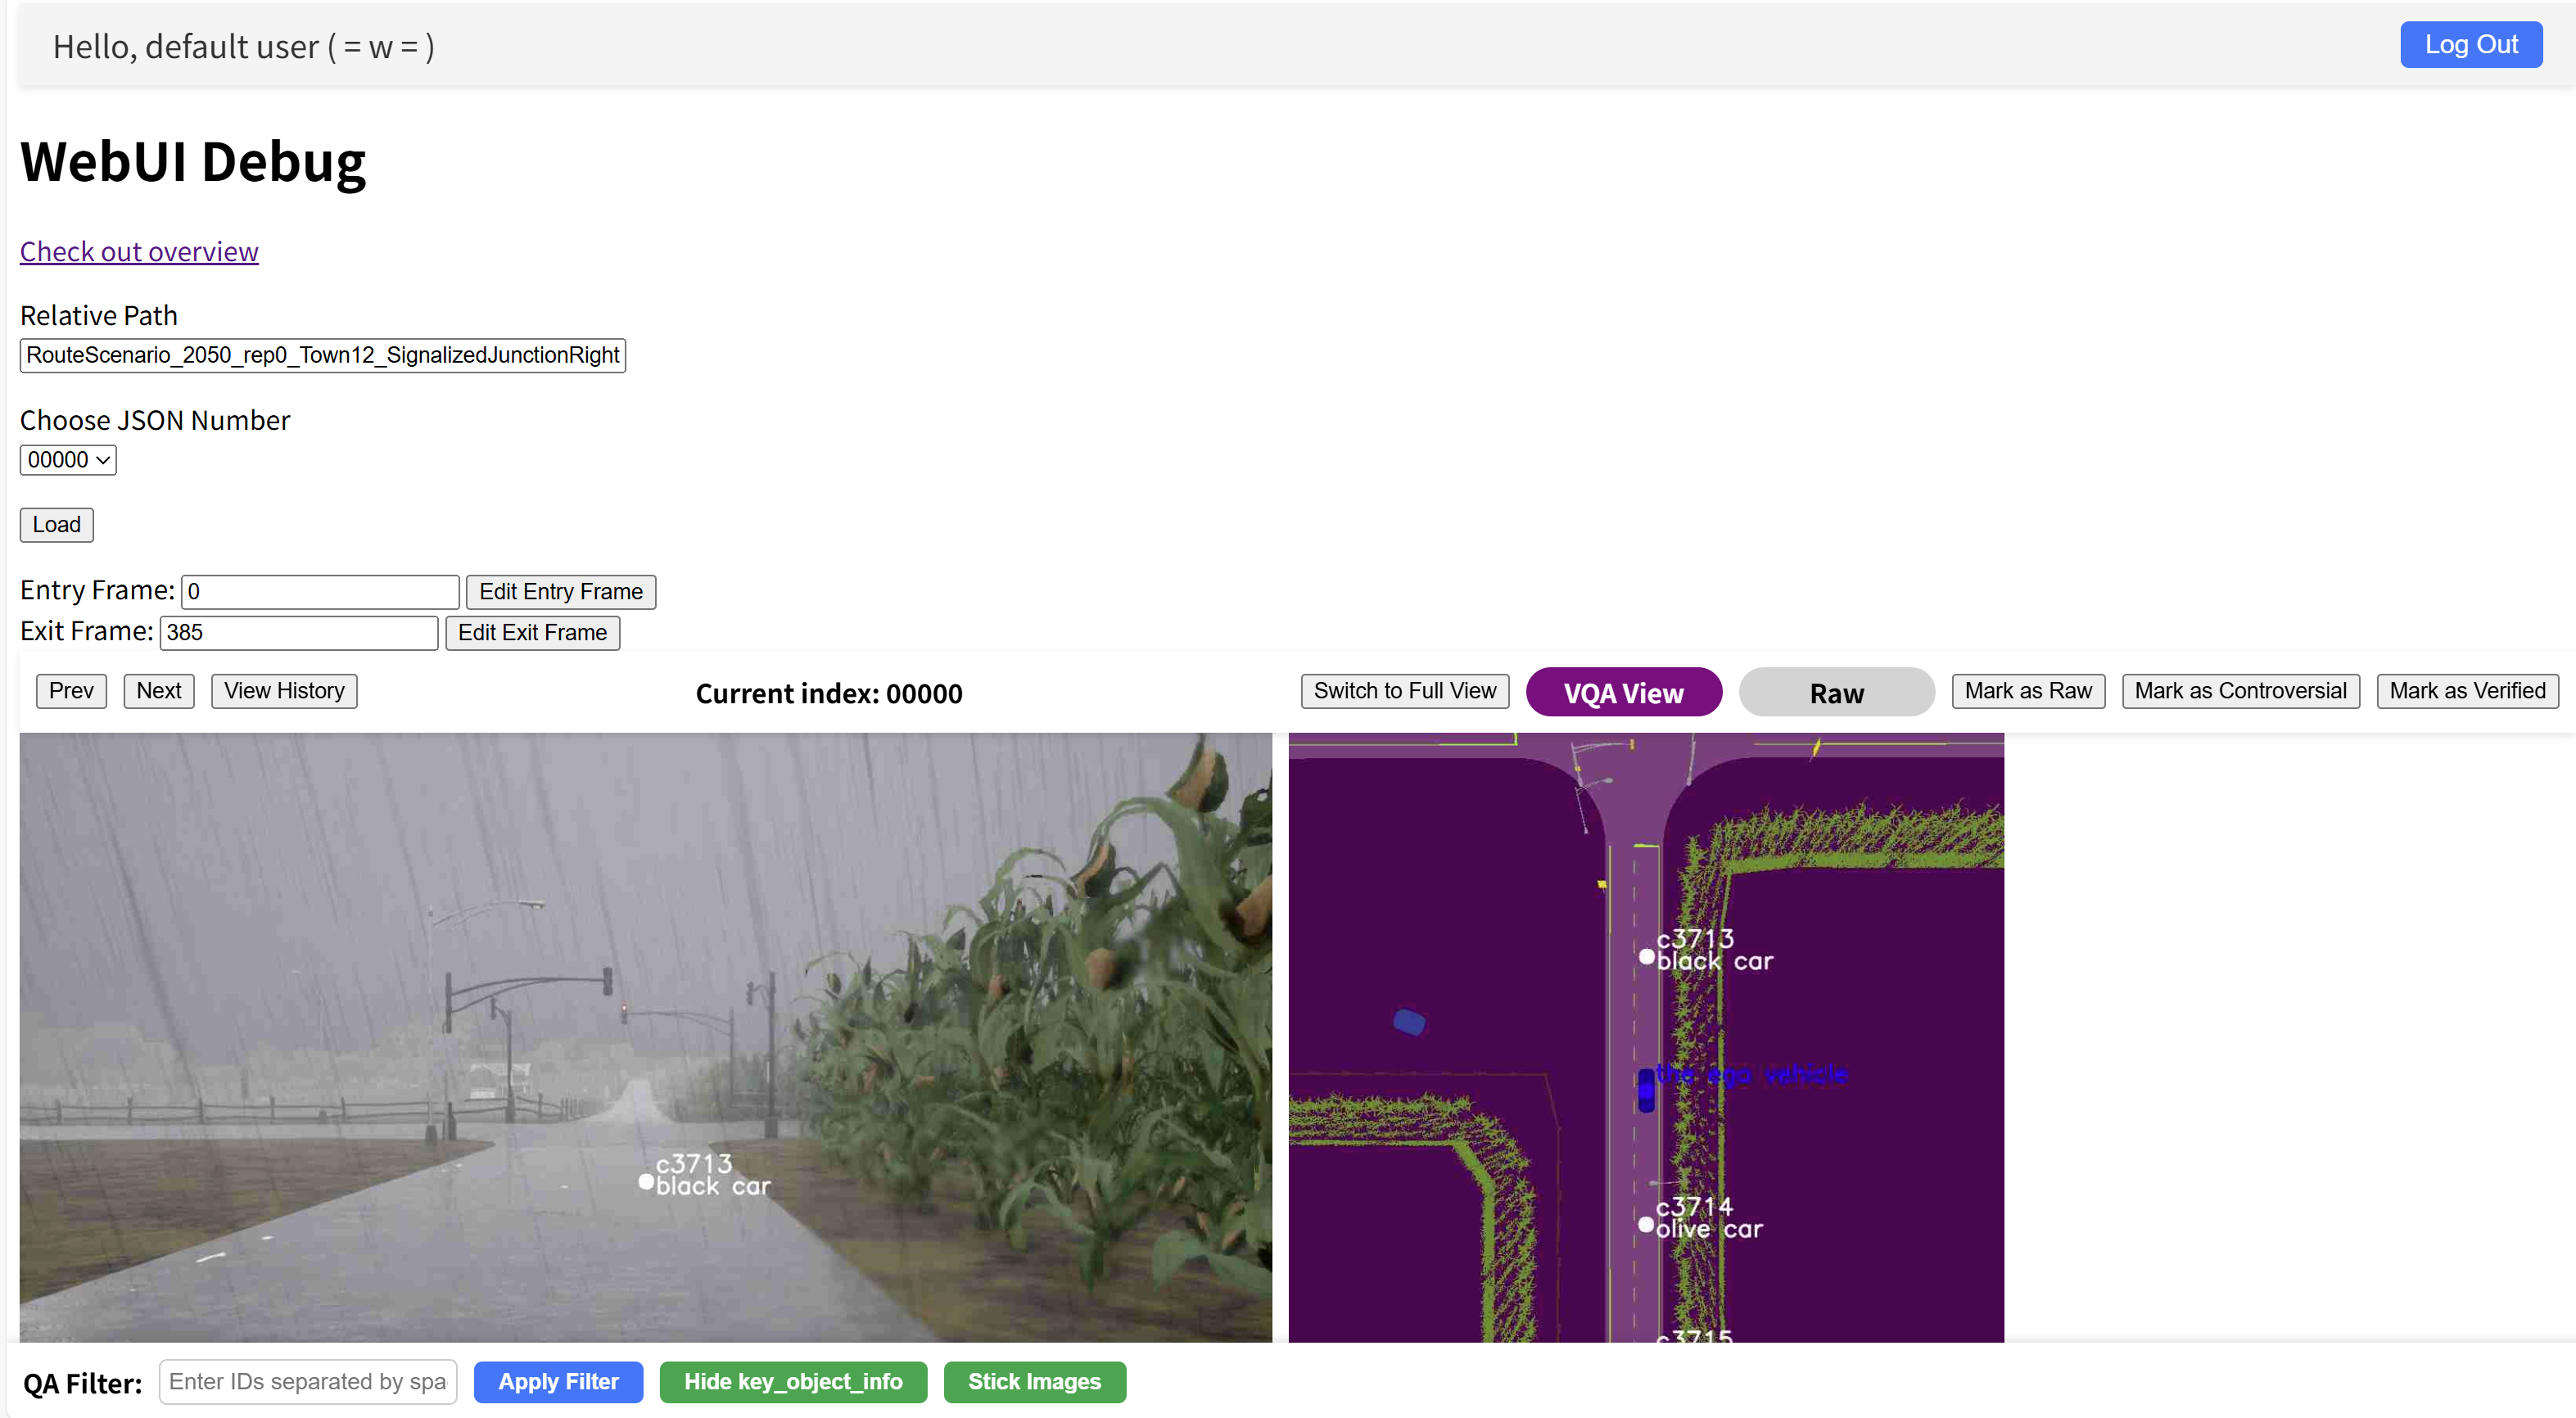 Hello, default user ( = w = )
Log Out
WebUI Debug
Check out overview
Relative Path
RouteScenario_2050_rep0_Town12_SignalizedJunctionRight
Choose JSON Number
00000
Load
Entry Frame: 0 Edit Entry Frame
Exit Frame: 385 Edit Exit Frame
Prev Next View History Current index: 00000 Switch to Full View VQA View Raw Mark as Raw Mark as Controversial Mark as Verified
c3713
black car
c3713
black car
the ego vehicle
c3714
olive car
c3715
QA Filter: Enter IDs separated by spa Apply Filter Hide key_object_info Stick Images